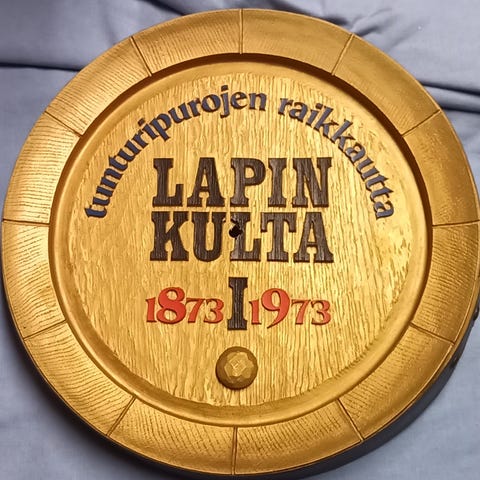 tunturipurojen raikkautta
LAPIN
KULTA
1873 I 1973